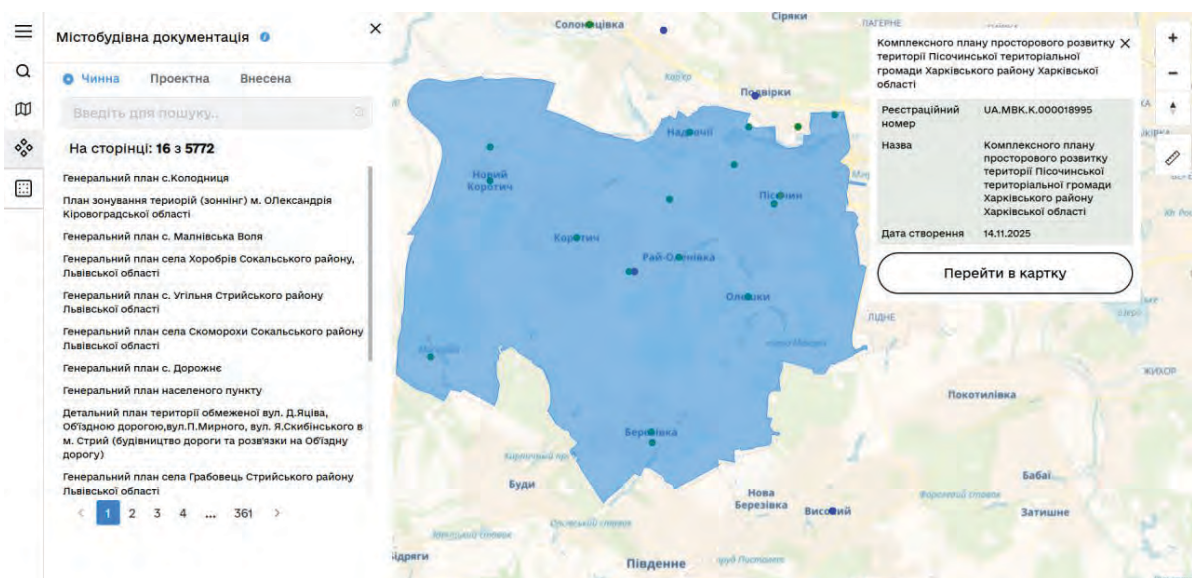 Містобудівна документація
Чинна Проектна Внесена
Введіть для пошуку..
На сторінці: 16 з 5772
Генеральний план с.Колодниця
План зонування териорій (зоннінг) м. ОЛександрія
Кіровоградської області
Генеральний план с. Малнівська Воля
Генеральний план села Хоробрів Сокальського району,
Львівської області
Генеральний план с. Угільня Стрийського району
Львівської області
Генеральний план села Скоморохи Сокальського району
Львівської області
Генеральний план с. Дорожнє
Генеральний план населеного пункту
Детальний план території обмеженої вул. Д.Яціва,
Об'їздною дорогою,вул.П.Мирного, вул. Я.Скибінського в
м. Стрий (будівництво дороги та розв'язки на Об'їздну
дорогу)
Генеральний план села Грабовець Стрийського району
Львівської області
1 2 3 4 ... 361
Солоницівка
Сіряки
ПАГЕРНЕ
Подвірки
Надточії
Новий
Коротич
Пісочин
Коротич
Рай-Оленівка
Олешки
Березівка
Буди
Нова
Березівка
Високий
Південне
Покотилівка
Бабаї
Затишне
ЛІДНЕ
ЖИХОР
ідряги
Комплексного плану просторового розвитку
території Пісочинської територіальної
громади Харківського району Харківської
області
Реєстраційний
номер
UA.MBK.K.000018995
Назва
Комплексного плану
просторового розвитку
території Пісочинської
територіальної громади
Харківського району
Харківської області
Дата створення 14.11.2025
Перейти в картку